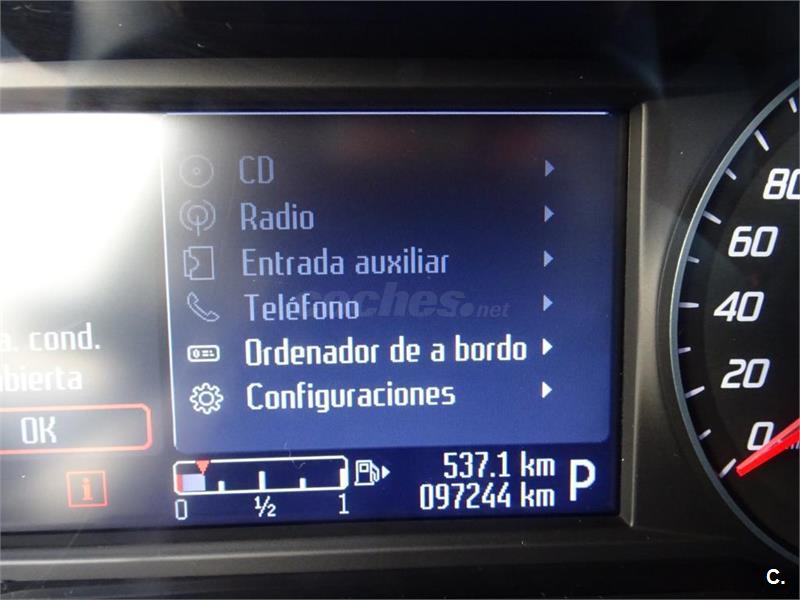 CD
Radio
Entrada auxiliar
Teléfono
coches.net
Ordenador de a bordo
Configuraciones
a. cond.
bierta
OK
i
0 ½ 1
537.1 km
097244 km
P
80
60
40
20
0
C.